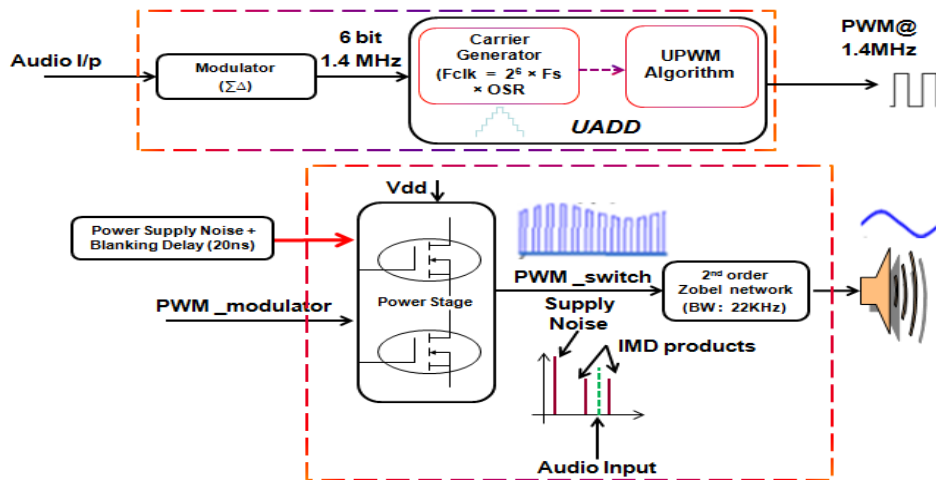 Audio I/p
Modulator
(∑Δ)
6 bit
1.4 MHz
Carrier
Generator
(Fclk = 2⁶ × Fs
× OSR
UPWM
Algorithm
UADD
PWM@
1.4MHz
Vdd
Power Supply Noise +
Blanking Delay (20ns)
PWM _modulator
Power Stage
PWM _switch
2nd order
Zobel network
(BW : 22KHz)
Supply
Noise
IMD products
Audio Input